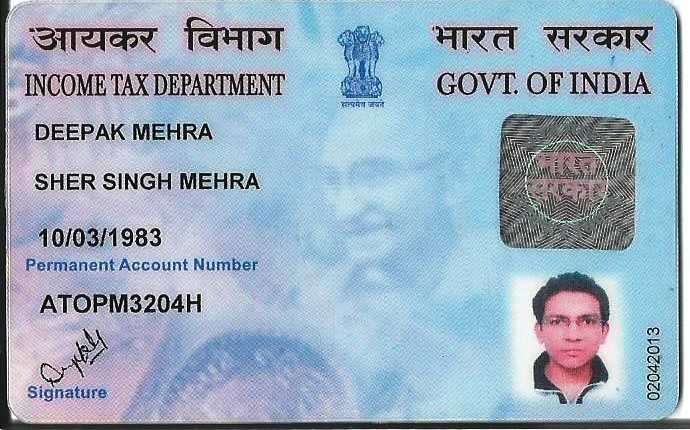 आयकर विभाग
INCOME TAX DEPARTMENT
सत्यमेव जयते
भारत सरकार
GOVT. OF INDIA
DEEPAK MEHRA
SHER SINGH MEHRA
10/03/1983
Permanent Account Number
ATOPM3204H
Signature
भारत
सरकार
02042013